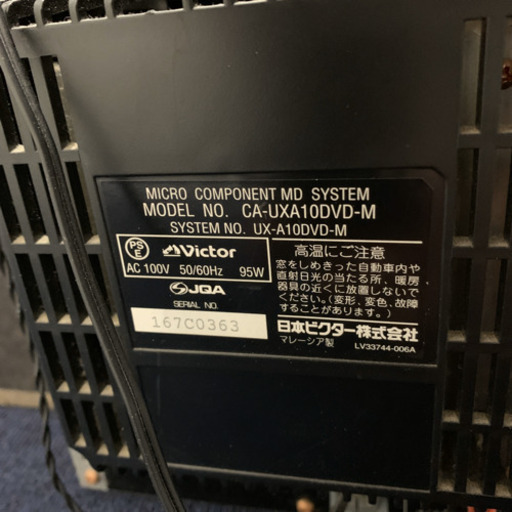 MICRO COMPONENT MD SYSTEM
MODEL NO. CA-UXA10DVD-M
SYSTEM NO. UX-A10DVD-M
PS
E
Victor
AC 100V 50/60Hz 95W
JQA
SERIAL NO.
167C0363
高温にご注意
窓をしめきった自動車内や
直射日光の当たる所、暖房
器具の近くに放置しないで
ください。(変形、変色、故障
することがあります。)
日本ビクター株式会社
マレーシア製 LV33744-006A